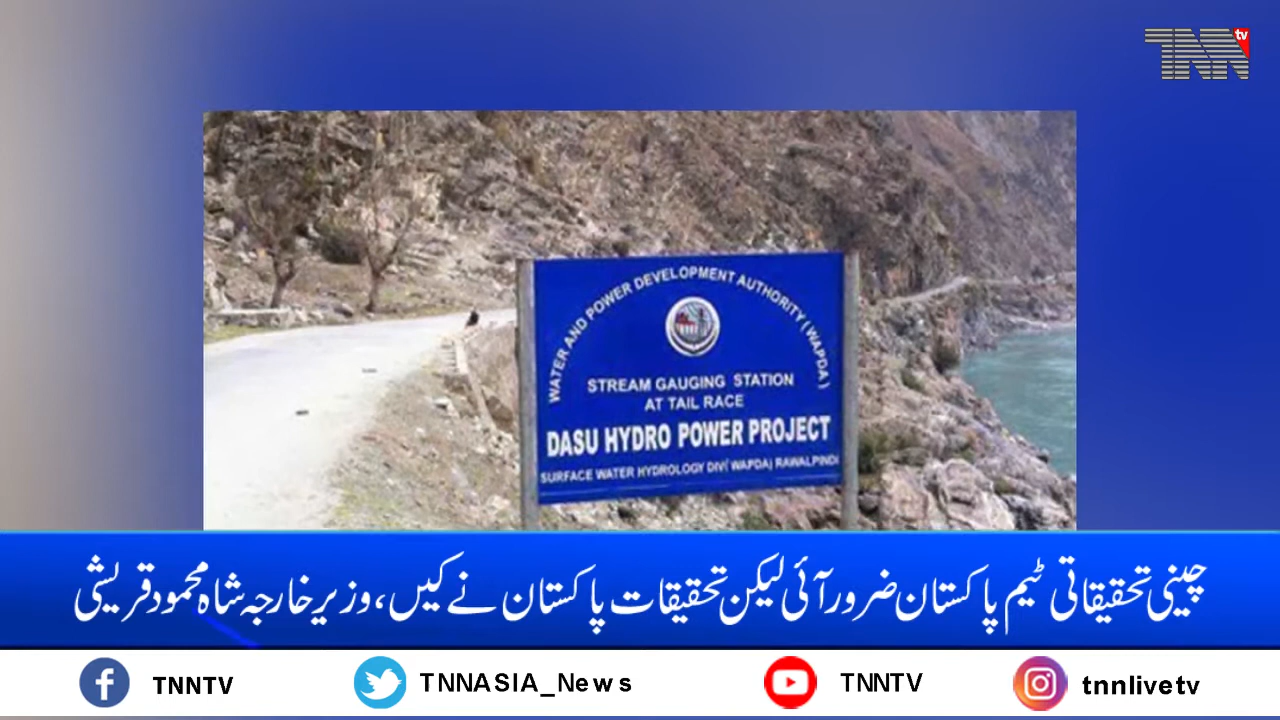 TNN tv
WATER AND POWER DEVELOPMENT AUTHORITY (WAPDA)
STREAM GAUGING STATION
AT TAIL RACE
DASU HYDRO POWER PROJECT
SURFACE WATER HYDROLOGY DIV( WAPDA) RAWALPINDI
چینی تحقیقاتی ٹیم پاکستان ضرور آئی لیکن تحقیقات پاکستان نے کیں، وزیر خارجہ شاہ محمود قریشی
TNNTV
TNNASIA_News
TNNTV
tnnlivetv